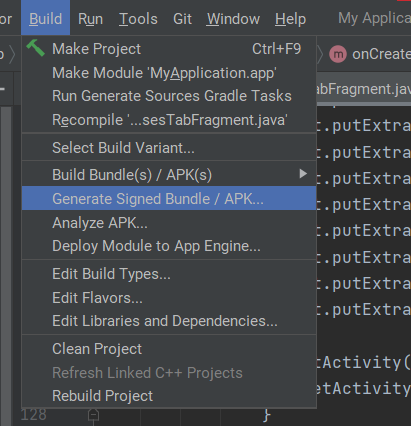 or Build Run Tools Git Window Help My Applica
Make Project Ctrl+F9 onCreate
Make Module 'MyApplication.app'
Run Generate Sources Gradle Tasks abFragment.jav
Recompile '...sesTabFragment.java' t.putExtra
Select Build Variant... t.putExtra
Build Bundle(s) / APK(s) t.putExtra
Generate Signed Bundle / APK... t.putExtra
Analyze APK... t.putExtra
Deploy Module to App Engine... t.putExtra
Edit Build Types... t.putExtra
Edit Flavors... t.putExtra
Edit Libraries and Dependencies... t.putExtra
Clean Project tActivity(
Refresh Linked C++ Projects
Rebuild Project etActivity
128 }